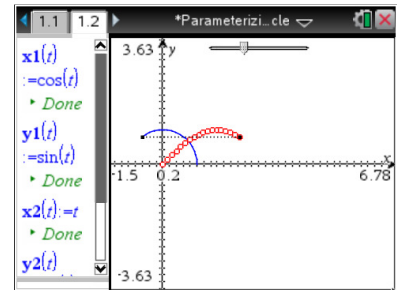 1.1 1.2 *Parameterizi...cle
x1(t)
:=cos(t)
• Done
y1(t)
:=sin(t)
• Done
x2(t):=t
• Done
y2(t)
3.63 y
x
-1.5 0.2 6.78
-3.63